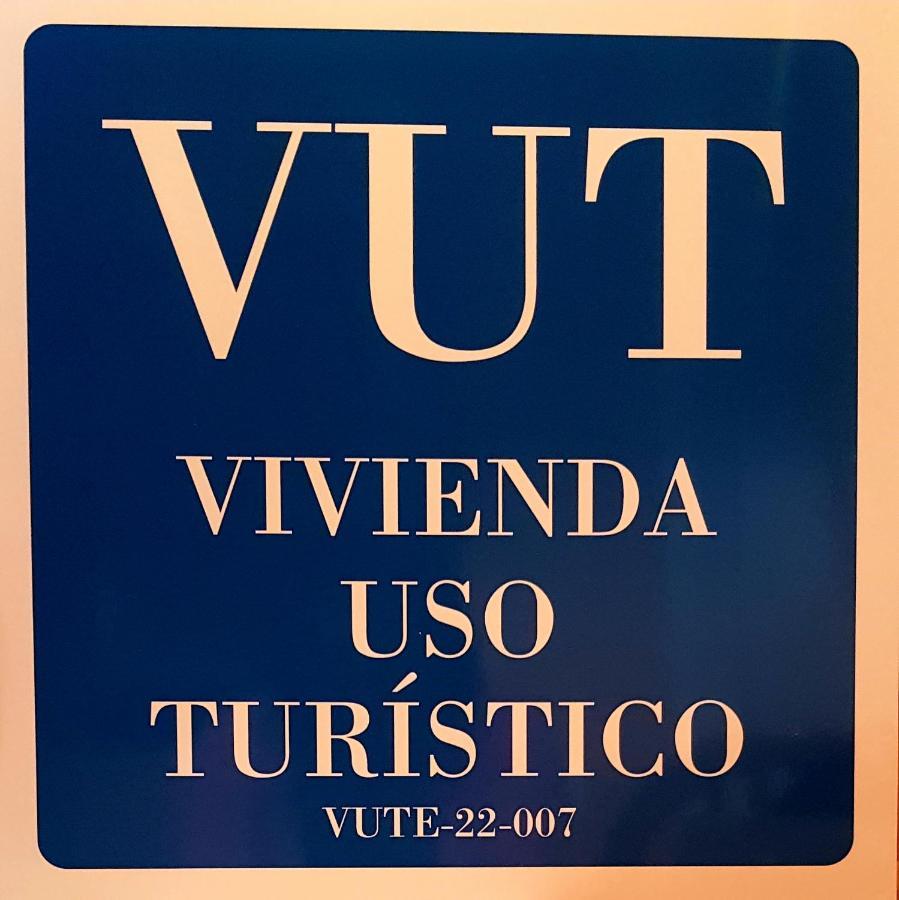 VUT
VIVIENDA
USO
TURÍSTICO
VUTE-22-007